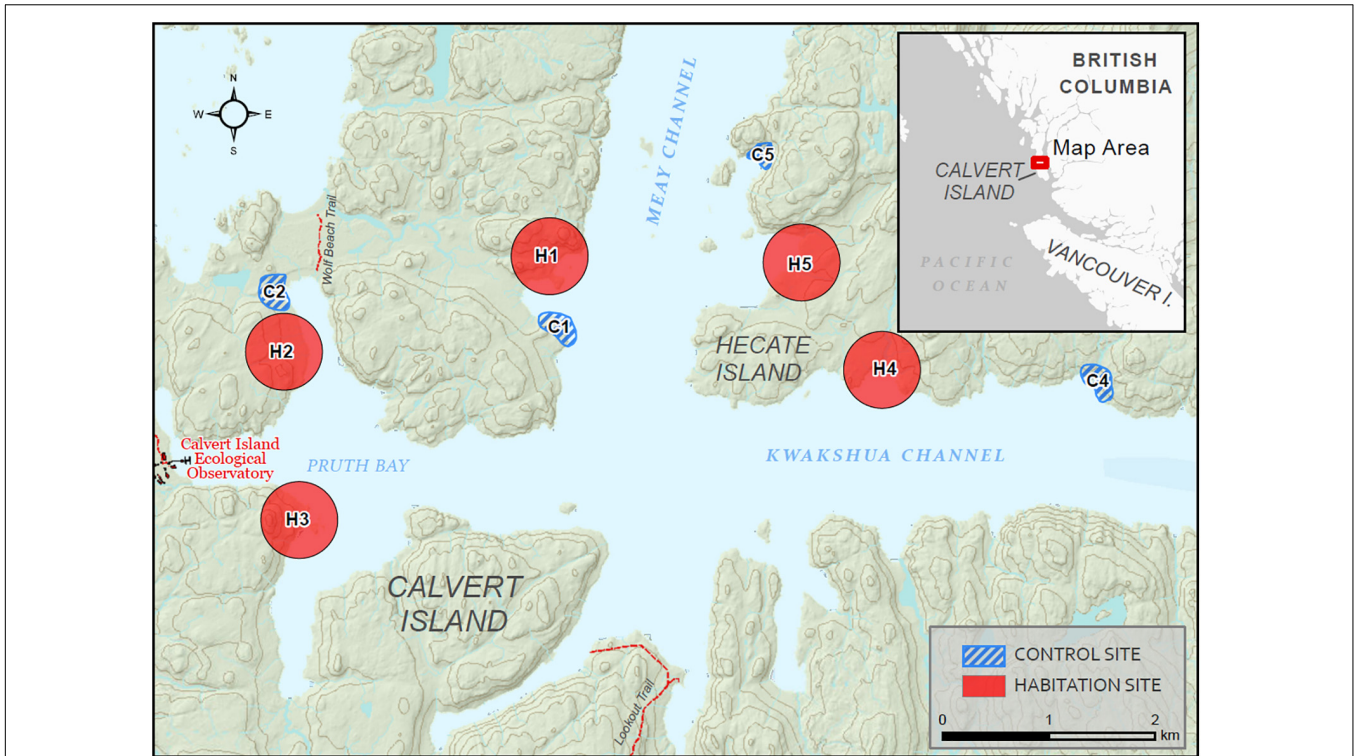 N
W E
S
MEAY CHANNEL
C5
BRITISH
COLUMBIA
Map Area
CALVERT
ISLAND
VANCOUVER I.
PACIFIC
OCEAN
Wolf Beach Trail
H1
H5
C2
C1
H2
HECATE
ISLAND
H4
C4
Calvert Island
Ecological
Observatory
PRUTH BAY
KWAKSHUA CHANNEL
H3
CALVERT
ISLAND
Lookout Trail
CONTROL SITE
HABITATION SITE
0 1 2
km